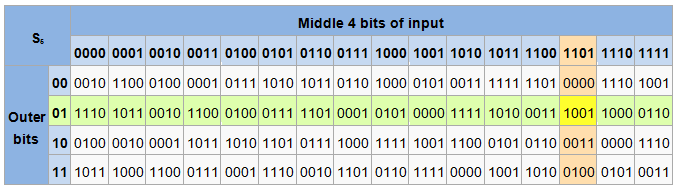 S₅ Middle 4 bits of input
0000 0001 0010 0011 0100 0101 0110 0111 1000 1001 1010 1011 1100 1101 1110 1111
Outer bits
00 0010 1100 0100 0001 0111 1010 1011 0110 1000 0101 0011 1111 1101 0000 1110 1001
01 1110 1011 0010 1100 0100 0111 1101 0001 0101 0000 1111 1010 0011 1001 1000 0110
10 0100 0010 0001 1011 1010 1101 0111 1000 1111 1001 1100 0101 0110 0011 0000 1110
11 1011 1000 1100 0111 0001 1110 0010 1101 0110 1111 0000 1001 1010 0100 0101 0011